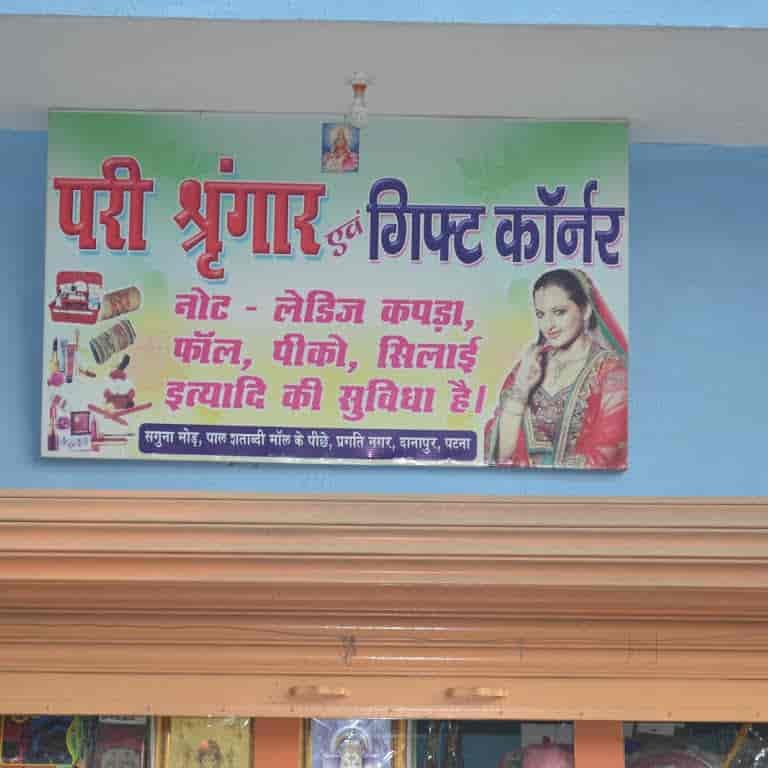 परी श्रृंगार एवं गिफ्ट कॉर्नर
नोट - लेडिज कपड़ा,
फॉल, पीको, सिलाई
इत्यादि की सुविधा है।
सगुना मोड़, पाल शताब्दी मॉल के पीछे, प्रगति नगर, दानापुर, पटना